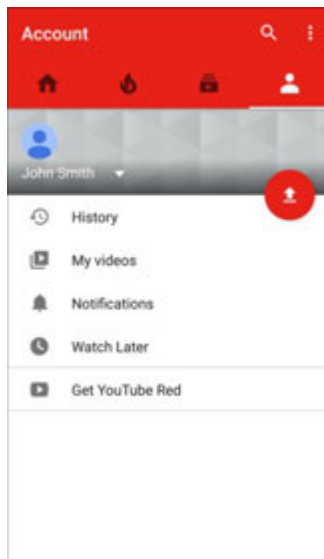 Account
John Smith
History
My videos
Notifications
Watch Later
Get YouTube Red